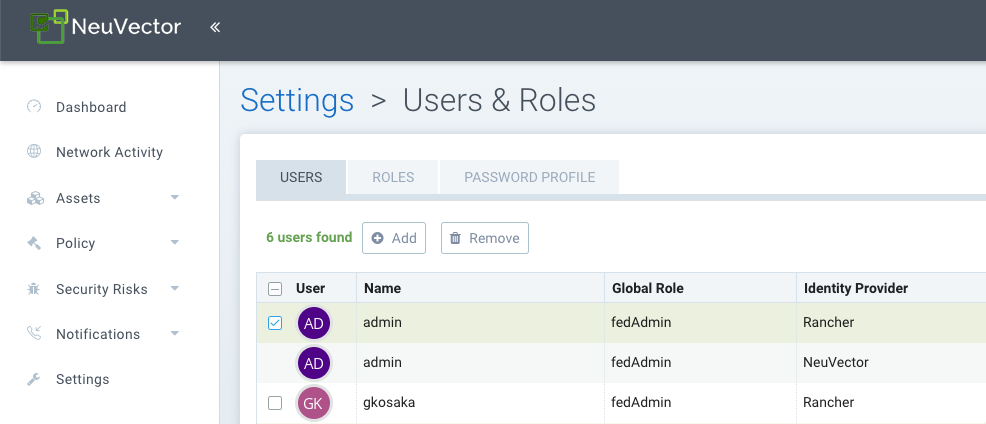 NeuVector «
Settings > Users & Roles
Dashboard
Network Activity
Assets
Policy
Security Risks
Notifications
Settings
USERS ROLES PASSWORD PROFILE
6 users found Add Remove
User Name Global Role Identity Provider
AD admin fedAdmin Rancher
AD admin fedAdmin NeuVector
GK gkosaka fedAdmin Rancher